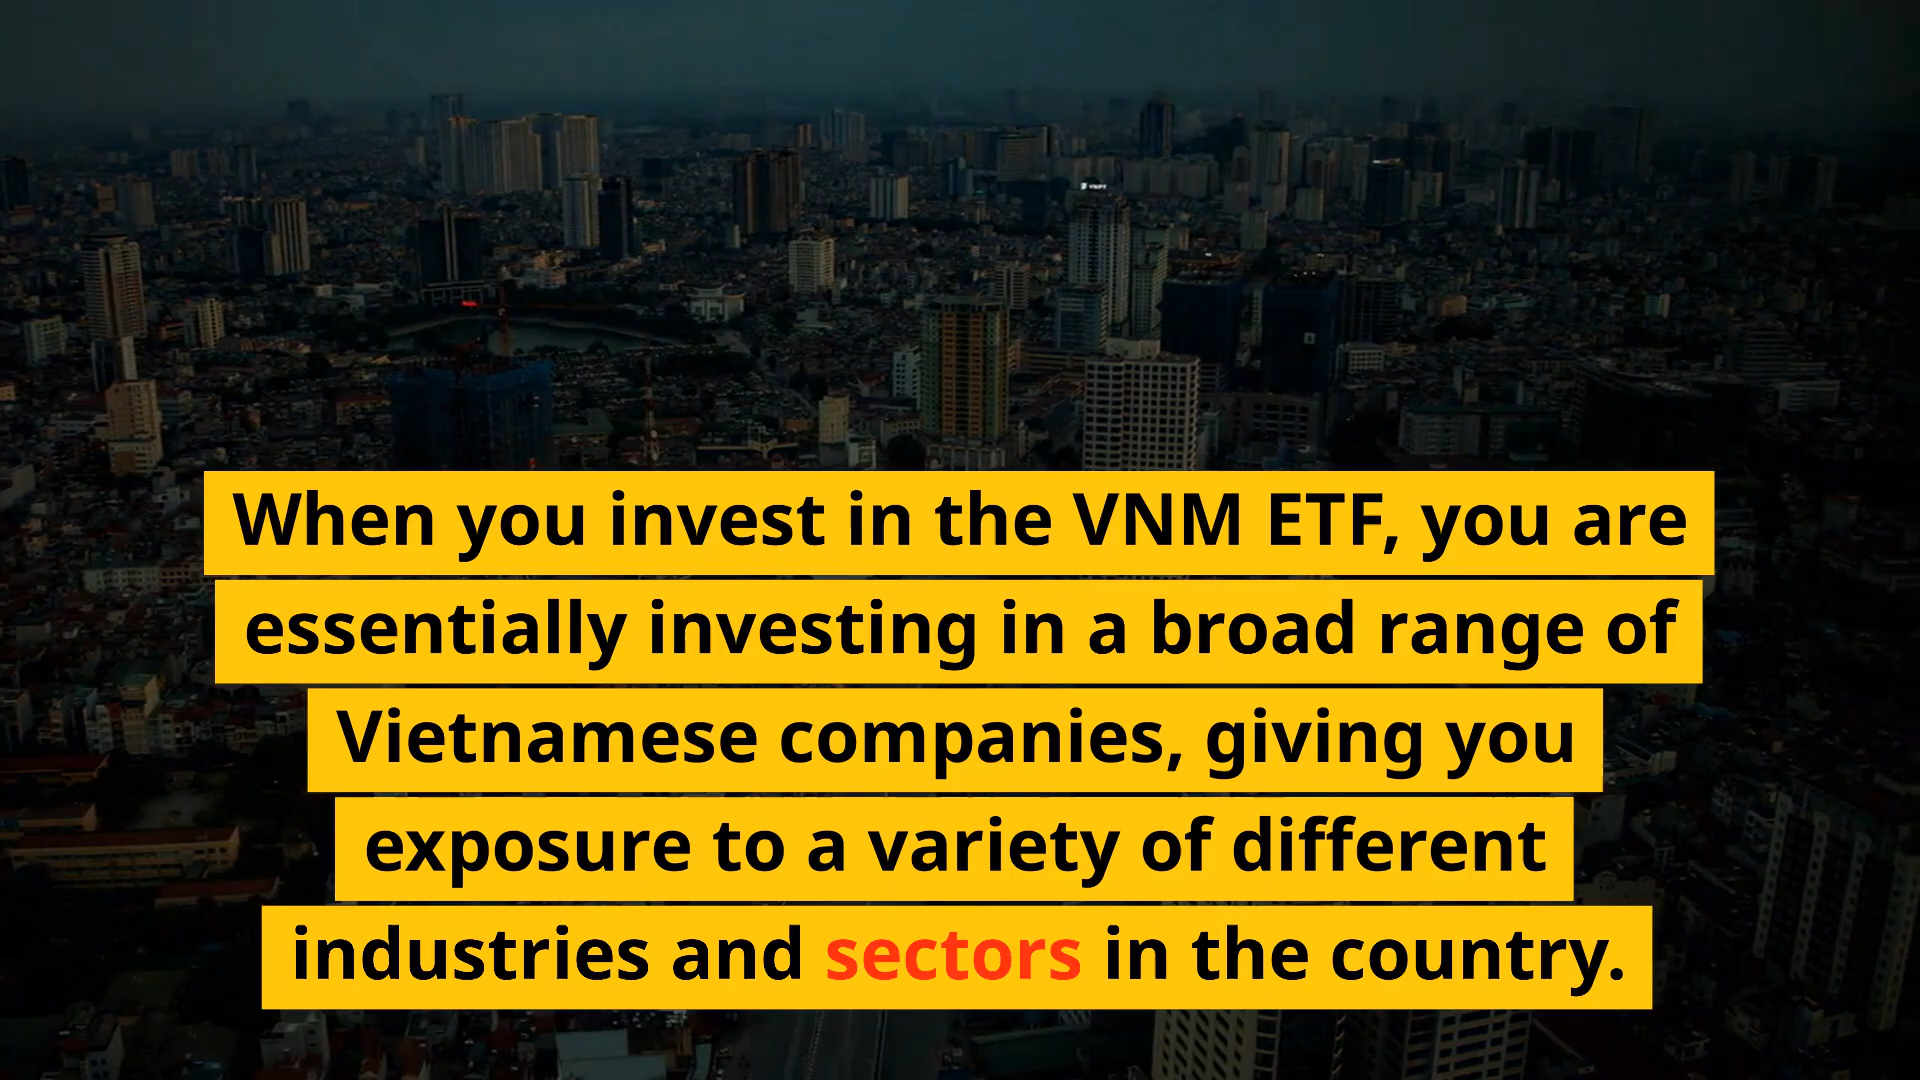 When you invest in the VNM ETF, you are
essentially investing in a broad range of
Vietnamese companies, giving you
exposure to a variety of different
industries and sectors in the country.